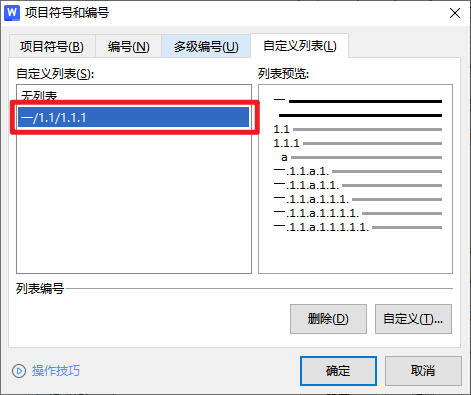 W 项目符号和编号
项目符号(B) 编号(N) 多级编号(U) 自定义列表(L)
自定义列表(S):
无列表
一/1.1/1.1.1
列表预览:
一
1.1
1.1.1
a
一.1.1.a.1.
一.1.1.a.1.1.
一.1.1.a.1.1.1.
一.1.1.a.1.1.1.1.
一.1.1.a.1.1.1.1.1.
列表编号
删除(D) 自定义(T)...
操作技巧 确定 取消